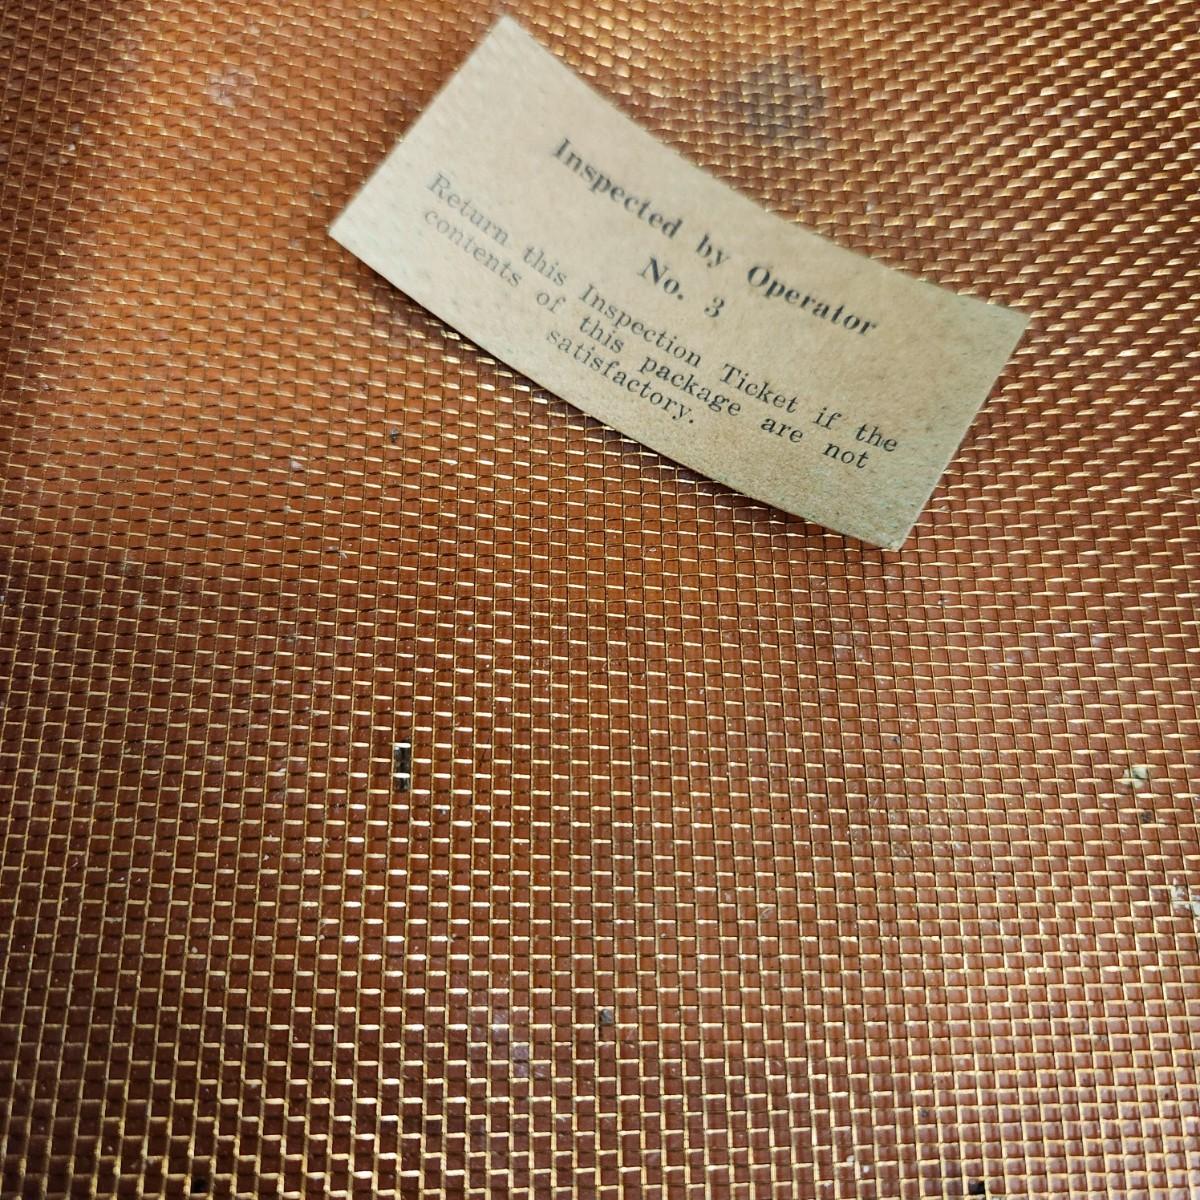 Inspected by Operator
No. 3
Return this Inspection Ticket if the
contents of this package are not
satisfactory.